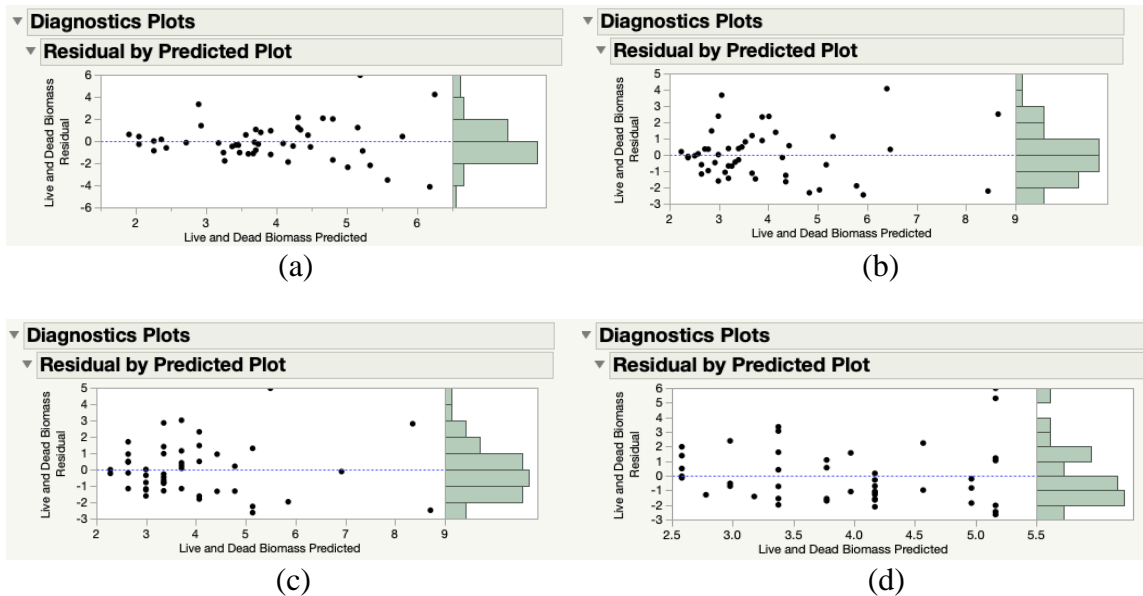 Diagnostics Plots
Residual by Predicted Plot
Live and Dead Biomass
Residual
6
4
2
0
-2
-4
-6
2 3 4 5 6
Live and Dead Biomass Predicted
(a)
Diagnostics Plots
Residual by Predicted Plot
Live and Dead Biomass
Residual
5
4
3
2
1
0
-1
-2
-3
2 3 4 5 6 7 8 9
Live and Dead Biomass Predicted
(b)
Diagnostics Plots
Residual by Predicted Plot
Live and Dead Biomass
Residual
5
4
3
2
1
0
-1
-2
-3
2 3 4 5 6 7 8 9
Live and Dead Biomass Predicted
(c)
Diagnostics Plots
Residual by Predicted Plot
Live and Dead Biomass
Residual
6
5
4
3
2
1
0
-1
-2
-3
2.5 3.0 3.5 4.0 4.5 5.0 5.5
Live and Dead Biomass Predicted
(d)